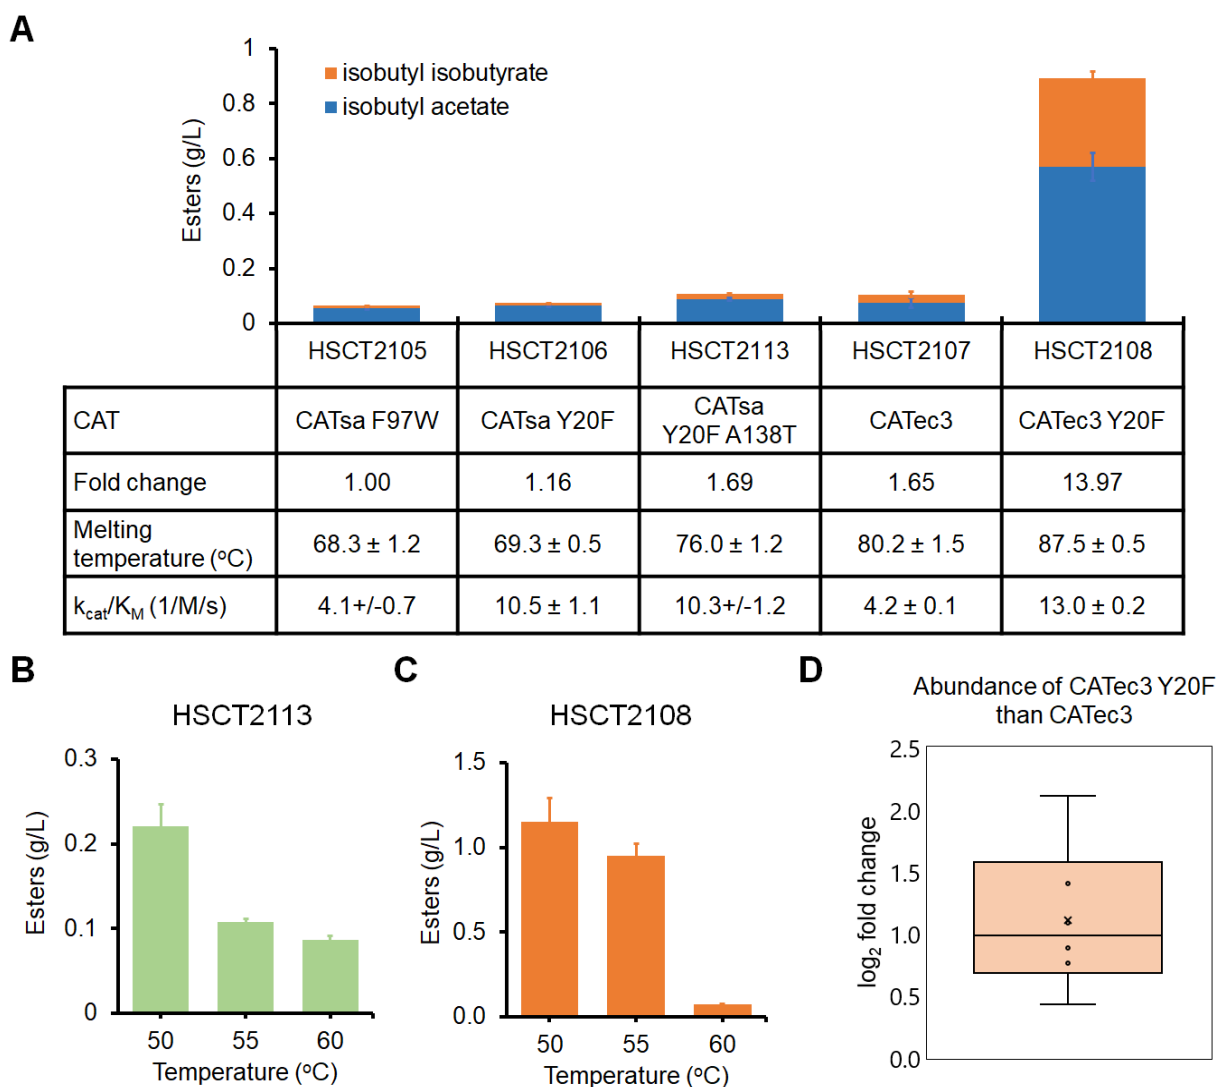 A
1
0.8
0.6
0.4
0.2
0
Esters (g/L)
isobutyl isobutyrate
isobutyl acetate
HSCT2105 HSCT2106 HSCT2113 HSCT2107 HSCT2108
CAT CATsa F97W CATsa Y20F CATsa Y20F A138T CATec3 CATec3 Y20F
Fold change 1.00 1.16 1.69 1.65 13.97
Melting temperature (°C) 68.3 ± 1.2 69.3 ± 0.5 76.0 ± 1.2 80.2 ± 1.5 87.5 ± 0.5
kcat/KM (1/M/s) 4.1+/-0.7 10.5 ± 1.1 10.3+/-1.2 4.2 ± 0.1 13.0 ± 0.2
B
HSCT2113
0.3
0.2
0.1
0
Esters (g/L)
50 55 60
Temperature (°C)
C
HSCT2108
1.5
1.0
0.5
0.0
Esters (g/L)
50 55 60
Temperature (°C)
D
Abundance of CATec3 Y20F
than CATec3
2.5
2.0
1.5
1.0
0.5
0.0
log2 fold change